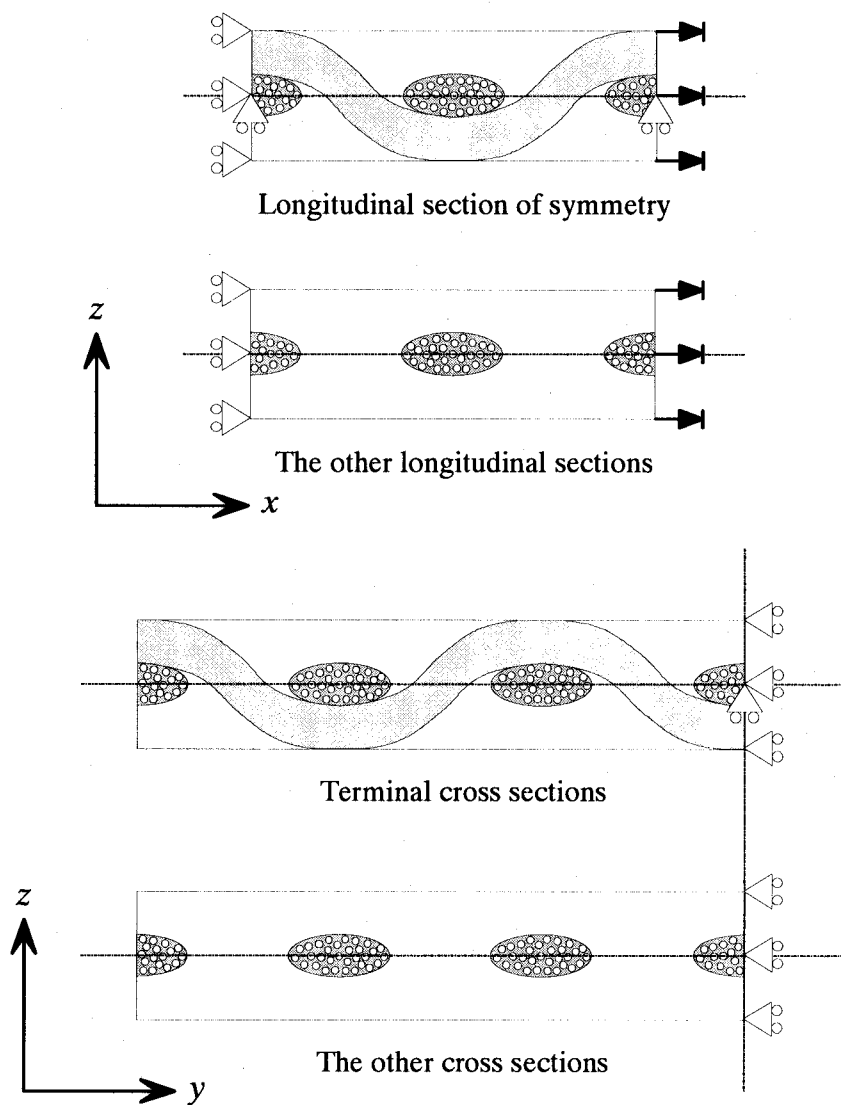 Longitudinal section of symmetry
z
The other longitudinal sections
x
Terminal cross sections
z
The other cross sections
y